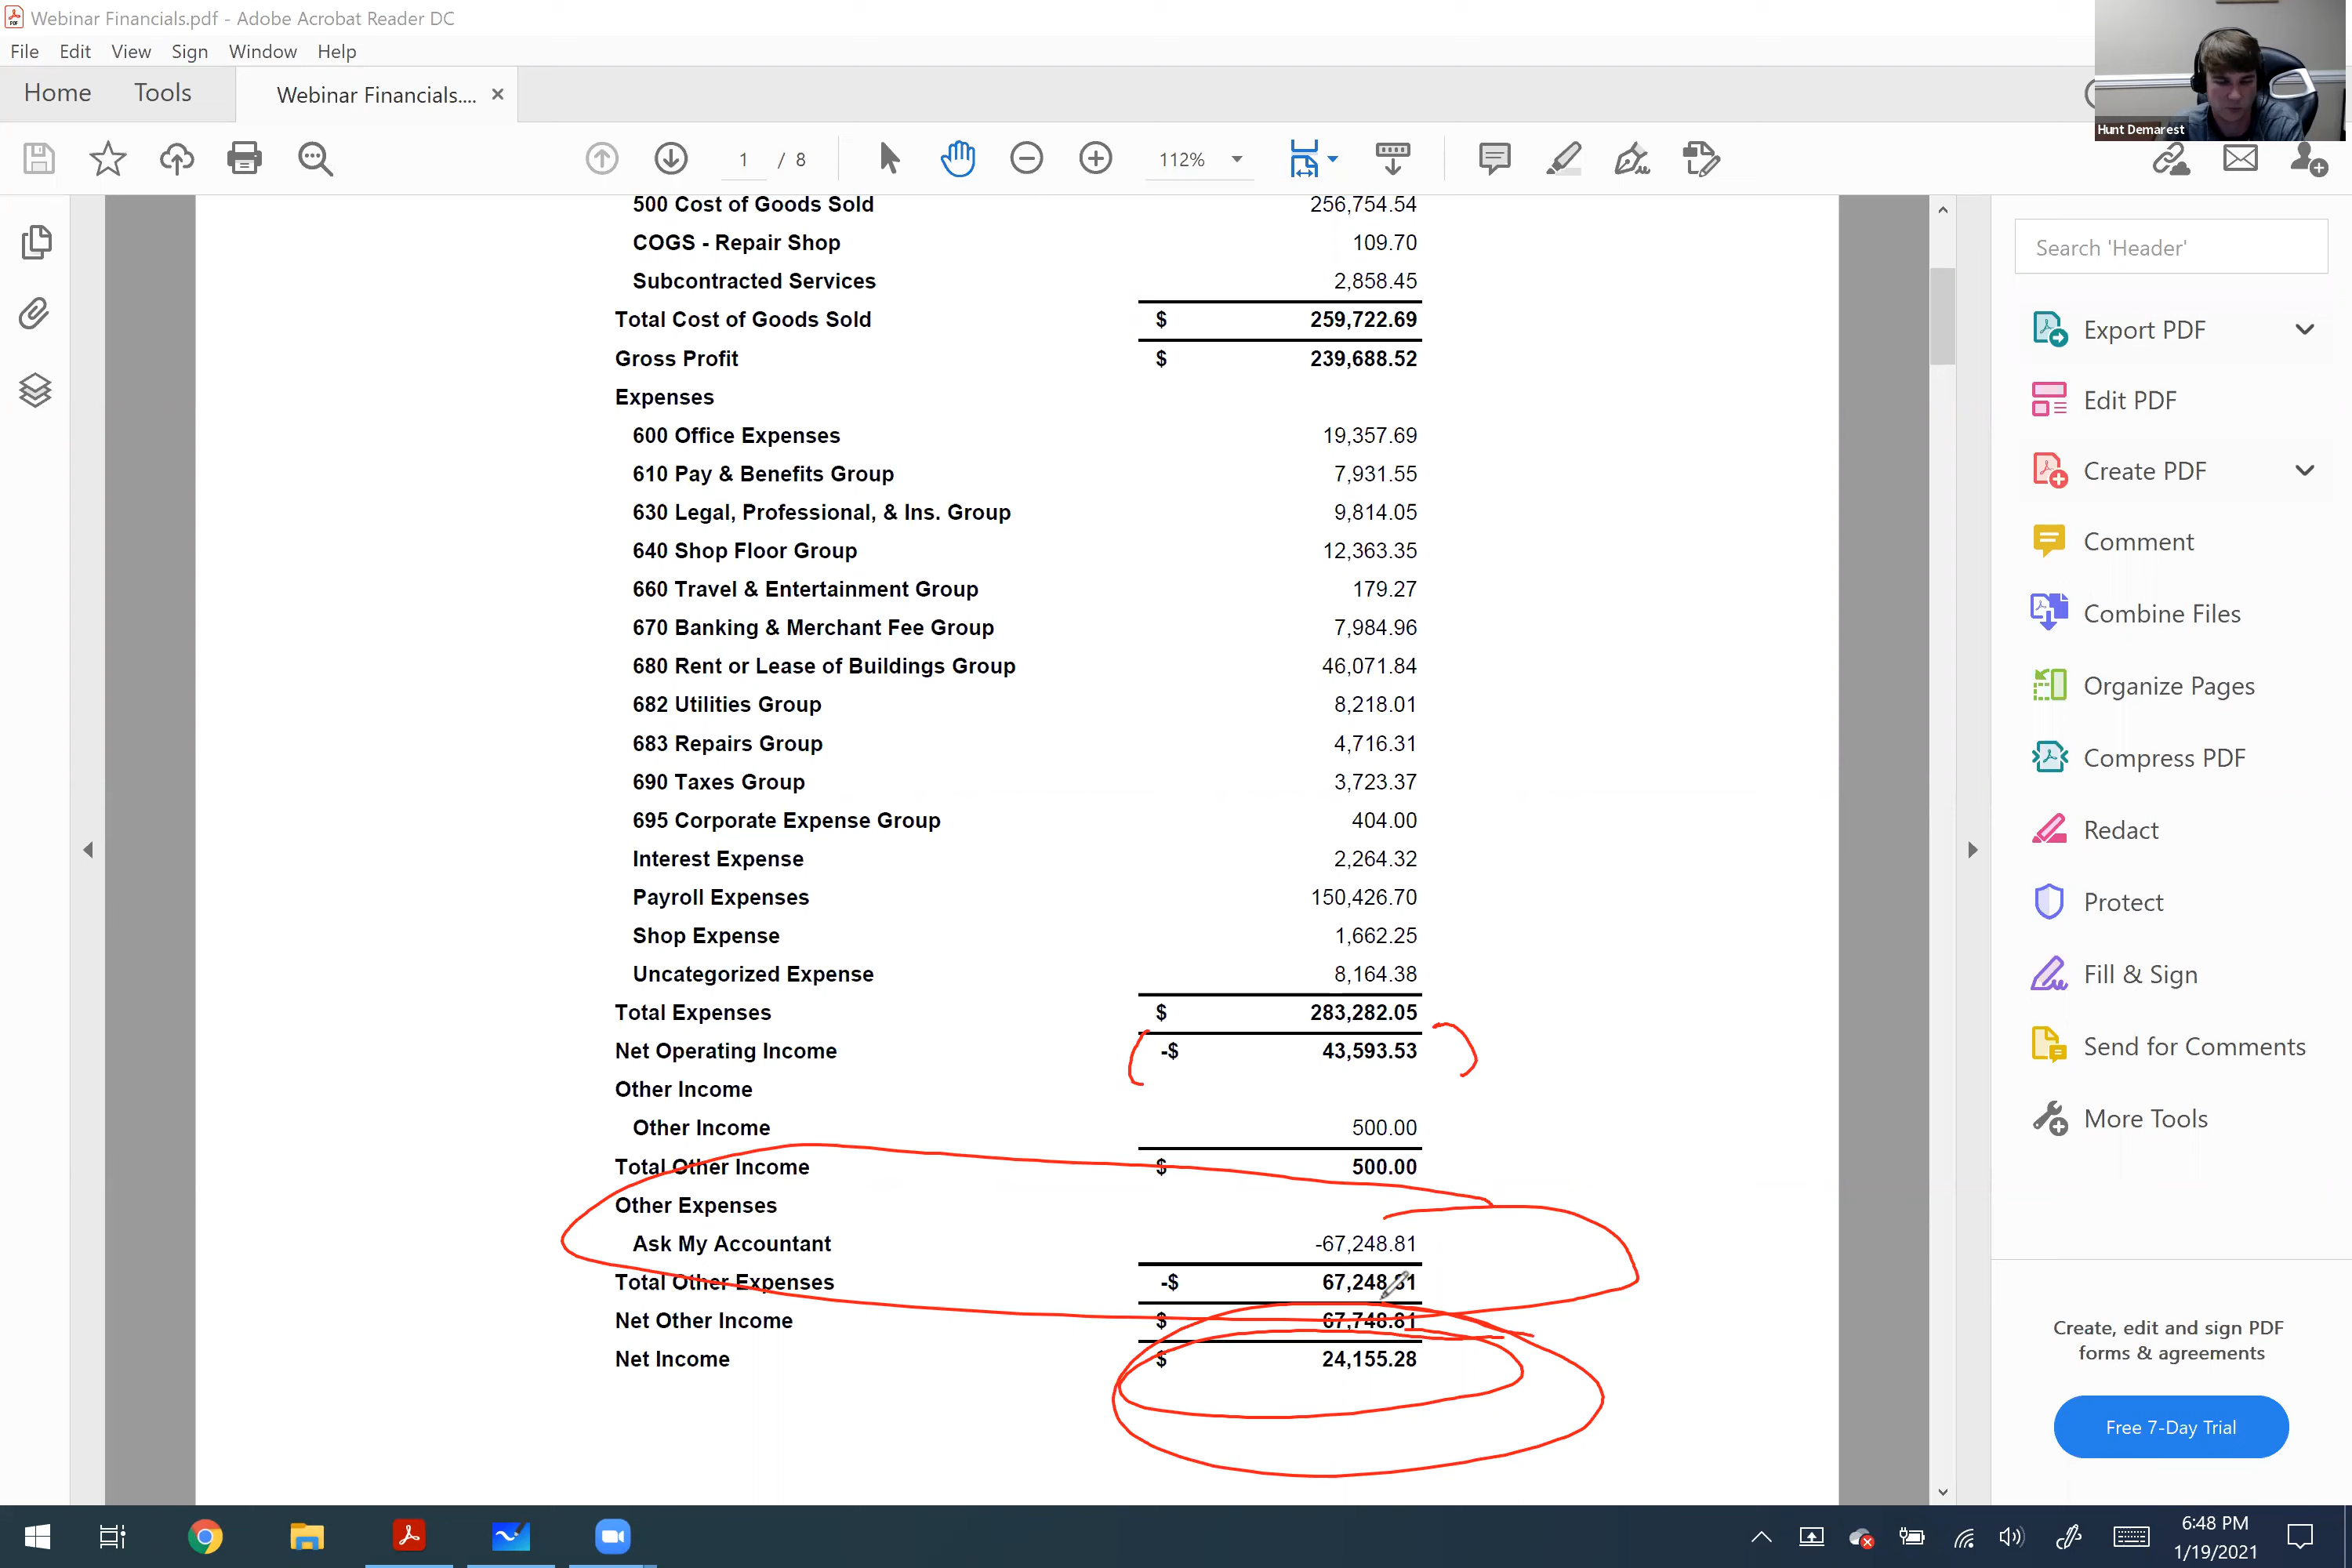 Webinar Financials.pdf - Adobe Acrobat Reader DC
File Edit View Sign Window Help
Home Tools Webinar Financials.... ×
1 / 8 112%
Hunt Demarest
500 Cost of Goods Sold 256,754.54
COGS - Repair Shop 109.70
Subcontracted Services 2,858.45
Total Cost of Goods Sold $ 259,722.69
Gross Profit $ 239,688.52
Expenses
600 Office Expenses 19,357.69
610 Pay & Benefits Group 7,931.55
630 Legal, Professional, & Ins. Group 9,814.05
640 Shop Floor Group 12,363.35
660 Travel & Entertainment Group 179.27
670 Banking & Merchant Fee Group 7,984.96
680 Rent or Lease of Buildings Group 46,071.84
682 Utilities Group 8,218.01
683 Repairs Group 4,716.31
690 Taxes Group 3,723.37
695 Corporate Expense Group 404.00
Interest Expense 2,264.32
Payroll Expenses 150,426.70
Shop Expense 1,662.25
Uncategorized Expense 8,164.38
Total Expenses $ 283,282.05
Net Operating Income -$ 43,593.53
Other Income
Other Income 500.00
Total Other Income $ 500.00
Other Expenses
Ask My Accountant -67,248.81
Total Other Expenses -$ 67,248.81
Net Other Income $ 67,748.81
Net Income $ 24,155.28
Search 'Header'
Export PDF
Edit PDF
Create PDF
Comment
Combine Files
Organize Pages
Compress PDF
Redact
Protect
Fill & Sign
Send for Comments
More Tools
Create, edit and sign PDF
forms & agreements
Free 7-Day Trial
6:48 PM
1/19/2021